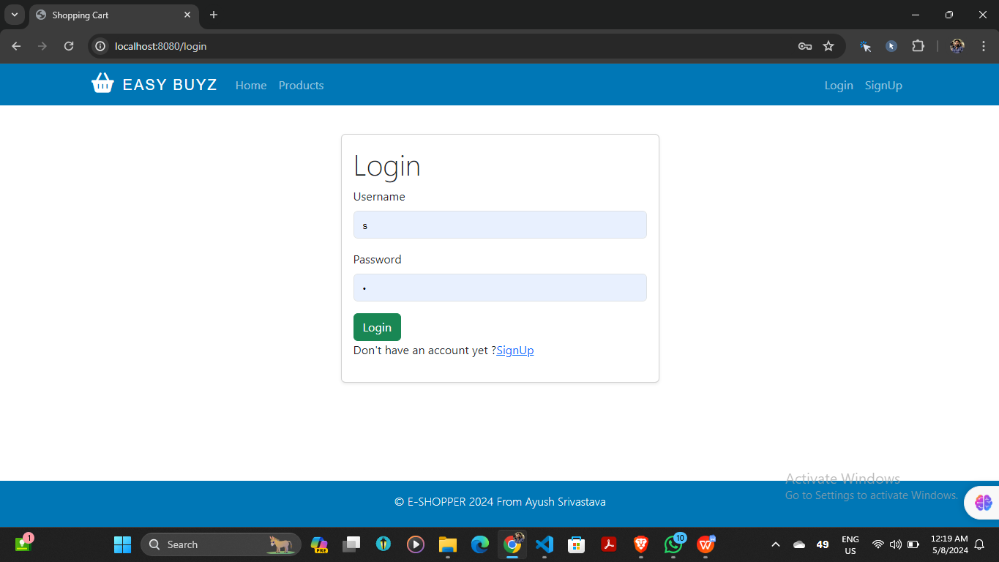 Shopping Cart
localhost:8080/login
EASY BUYZ Home Products Login SignUp
Login
Username
s
Password
Login
Don't have an account yet ?SignUp
Activate Windows
Go to Settings to activate Windows.
© E-SHOPPER 2024 From Ayush Srivastava
1
Search
PRE
10
49
ENG
US
12:19 AM
5/8/2024